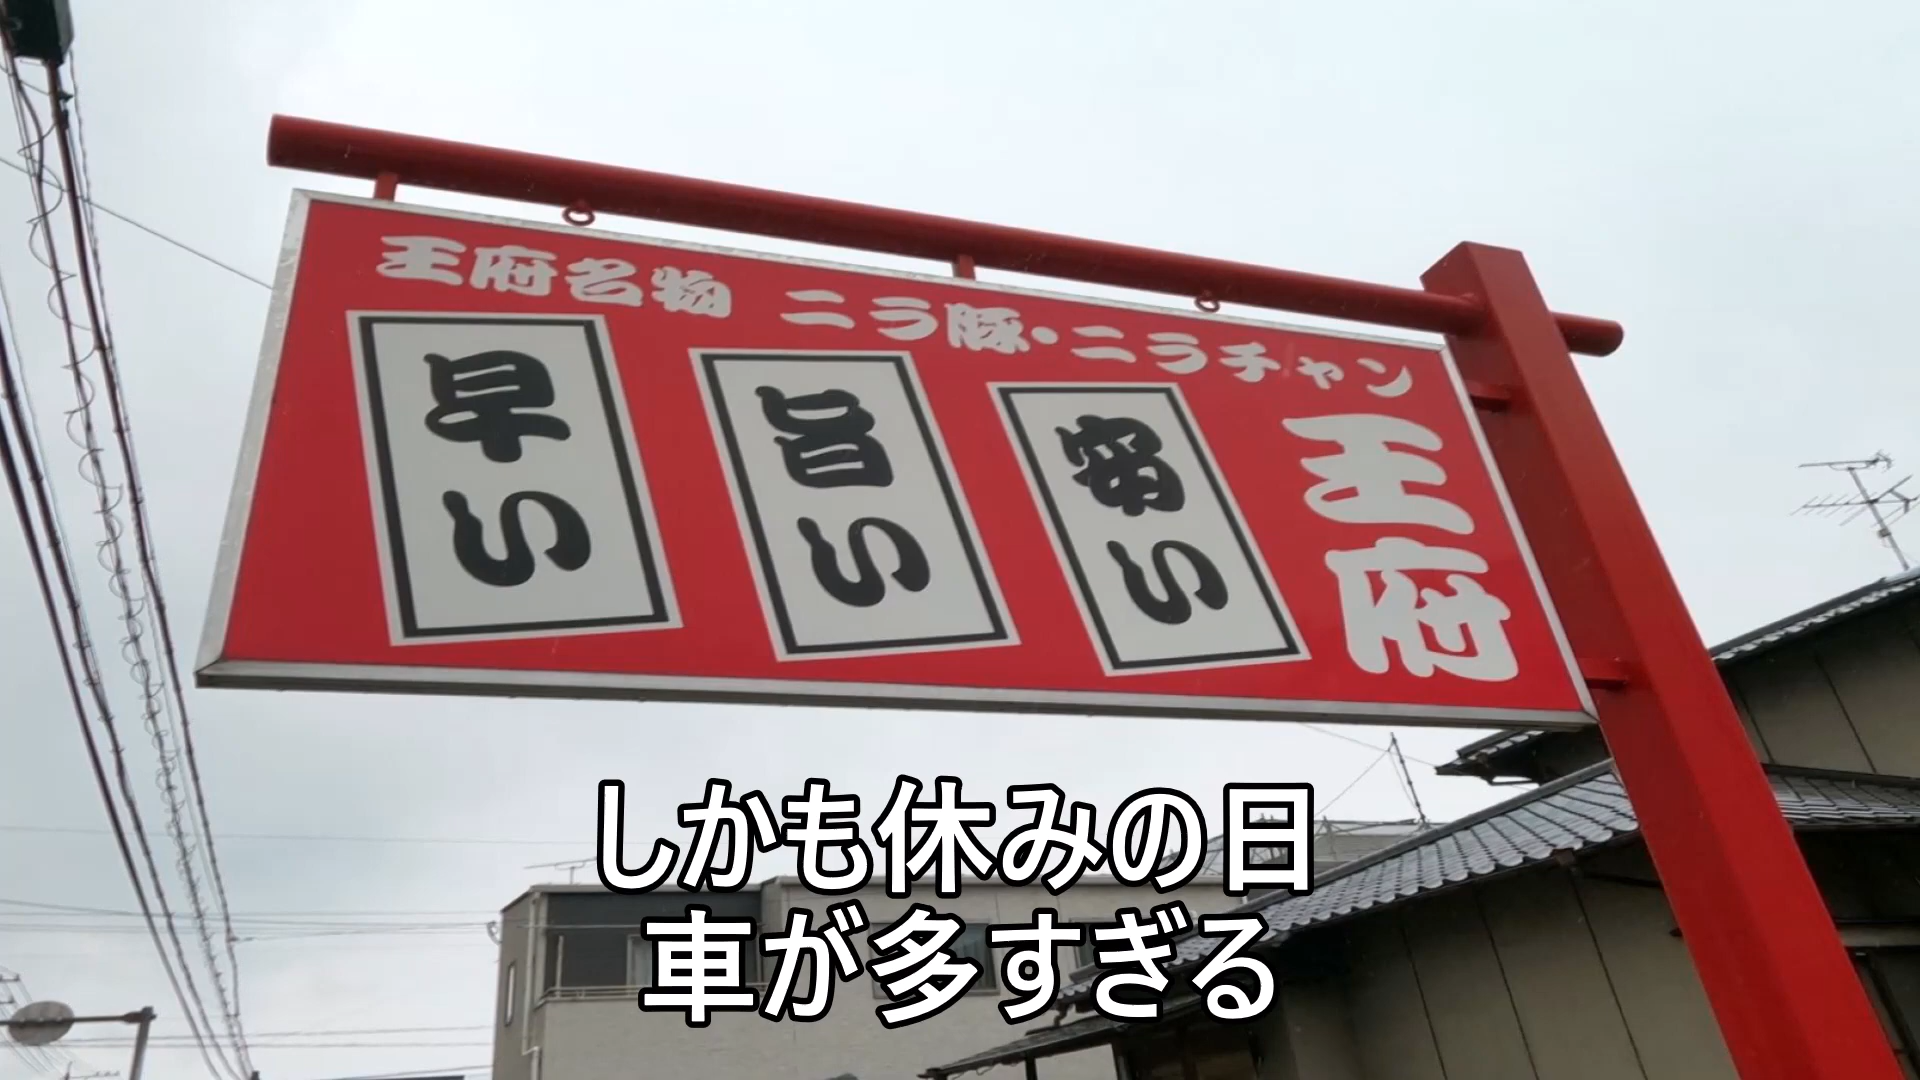 王府名物 ニラ豚・ニラチャン
早い
旨い
安い
王府
しかも休みの日
車が多すぎる